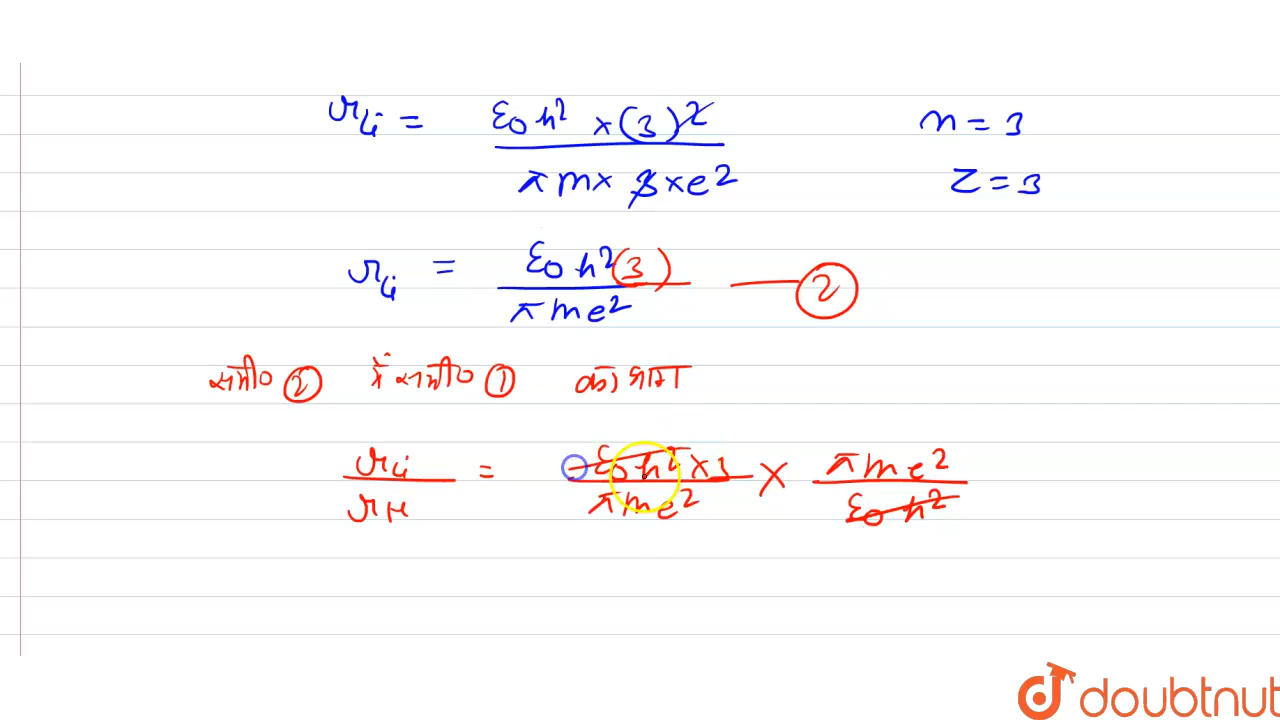 r_Li = ε₀h² × (3)² / πm × 3 × e²    n = 3
Z = 3
r_Li = ε₀h²(3) / πme² —— ②
समी० ② में समी० ① का भाग
r_Li / r_H = ε₀h² × 3 / πme² × πme² / ε₀h²
doubtnut